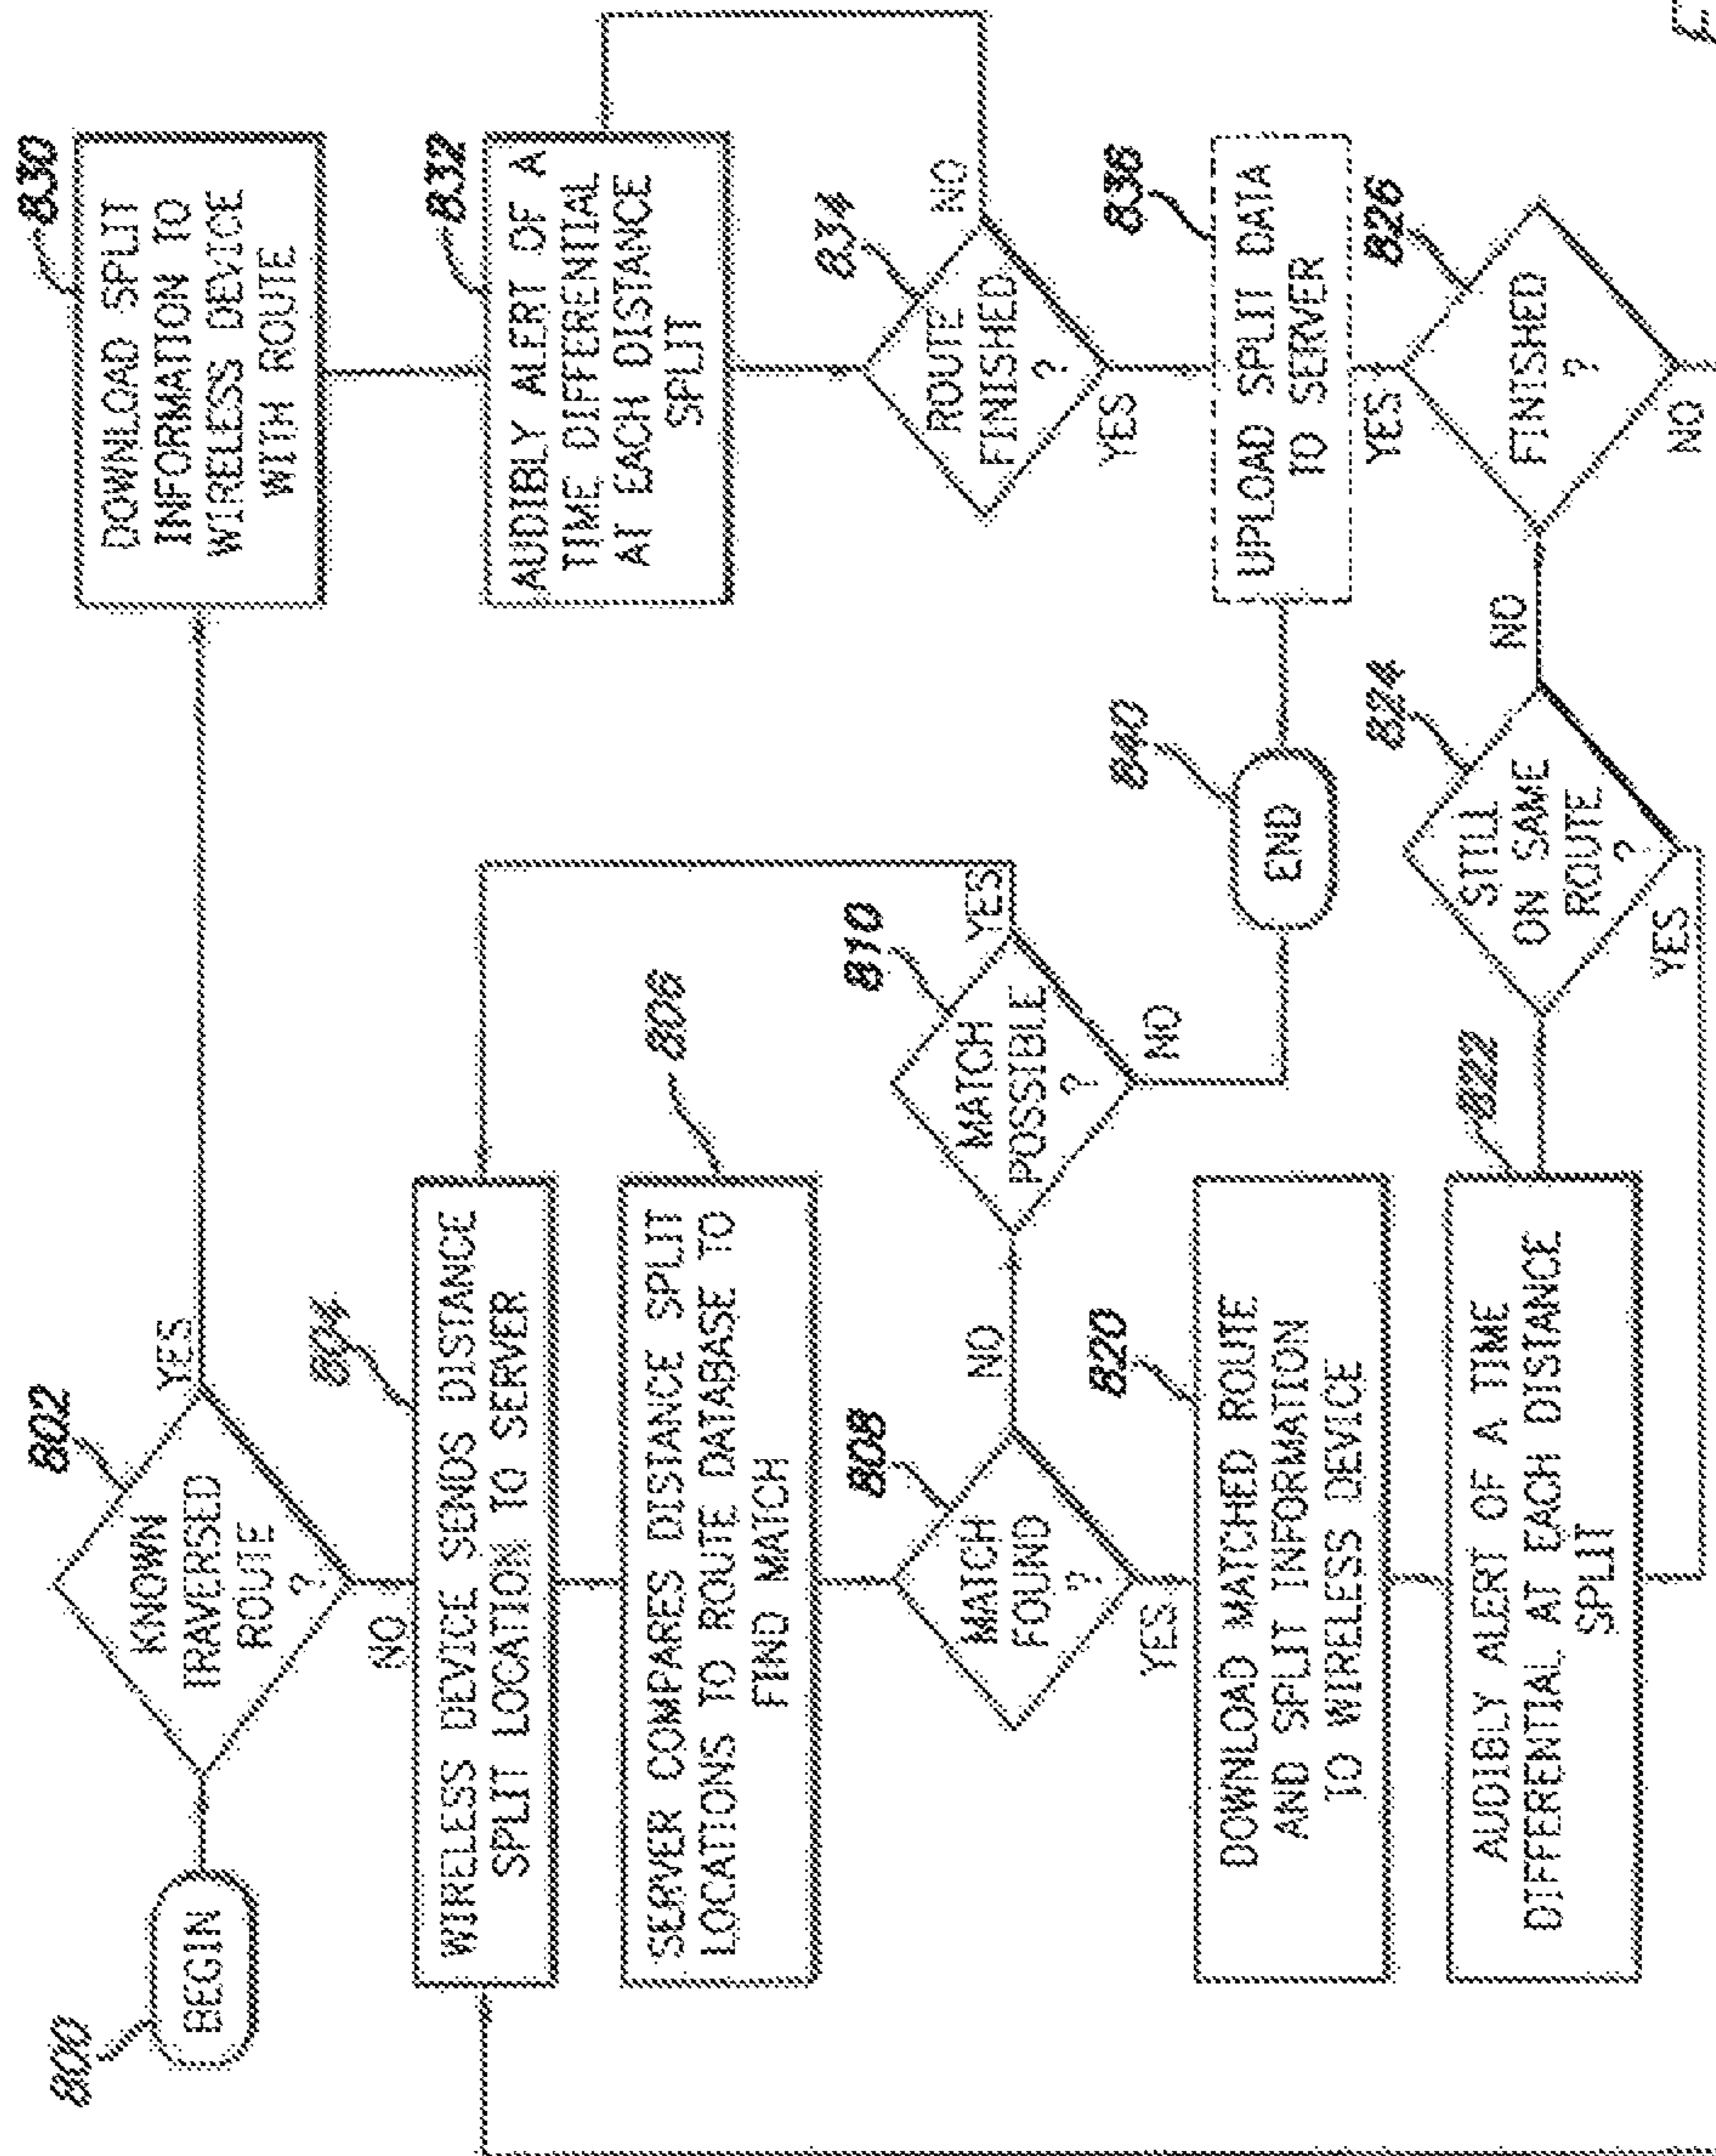 800
BEGIN
802
KNOWN
TRAVERSED
ROUTE
?
YES
NO
804
WIRELESS DEVICE SENDS DISTANCE
SPLIT LOCATION TO SERVER
806
SERVER COMPARES DISTANCE SPLIT
LOCATIONS TO ROUTE DATABASE TO
FIND MATCH
808
MATCH
FOUND
?
NO
YES
810
MATCH
POSSIBLE
?
YES
NO
820
DOWNLOAD MATCHED ROUTE
AND SPLIT INFORMATION
TO WIRELESS DEVICE
822
AUDIBLY ALERT OF A TIME
DIFFERENTIAL AT EACH DISTANCE
SPLIT
824
STILL
ON SAME
ROUTE
?
NO
YES
830
DOWNLOAD SPLIT
INFORMATION TO
WIRELESS DEVICE
WITH ROUTE
832
AUDIBLY ALERT OF A
TIME DIFFERENTIAL
AT EACH DISTANCE
SPLIT
834
ROUTE
FINISHED
?
NO
YES
836
UPLOAD SPLIT DATA
TO SERVER
840
END
YES
826
FINISHED
?
NO
NO